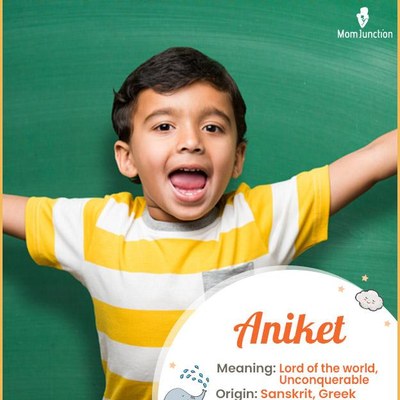 MomJunction
Aniket
Meaning: Lord of the world,
Unconquerable
Origin: Sanskrit, Greek